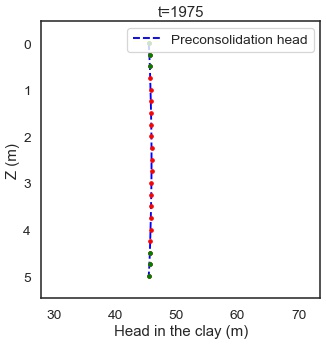 t=1975
Preconsolidation head
0
1
2
3
4
5
Z (m)
30 40 50 60 70
Head in the clay (m)